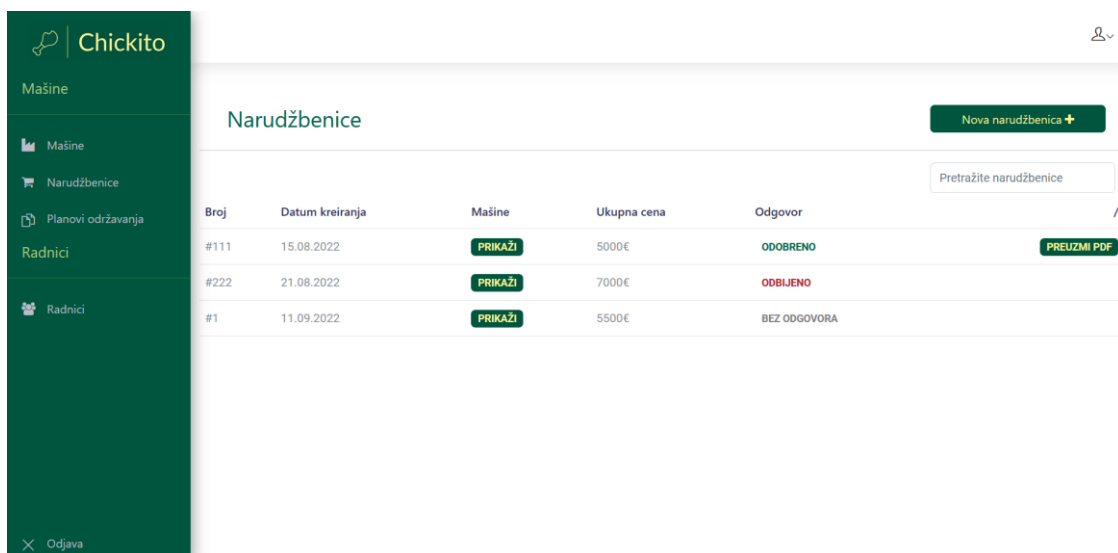 Chickito
Mašine
Mašine
Narudžbenice
Planovi održavanja
Radnici
Radnici
Odjava
Narudžbenice
Nova narudžbenica +
Pretražite narudžbenice
Broj Datum kreiranja Mašine Ukupna cena Odgovor /
#111 15.08.2022 PRIKAŽI 5000€ ODOBRENO PREUZMI PDF
#222 21.08.2022 PRIKAŽI 7000€ ODBIJENO
#1 11.09.2022 PRIKAŽI 5500€ BEZ ODGOVORA